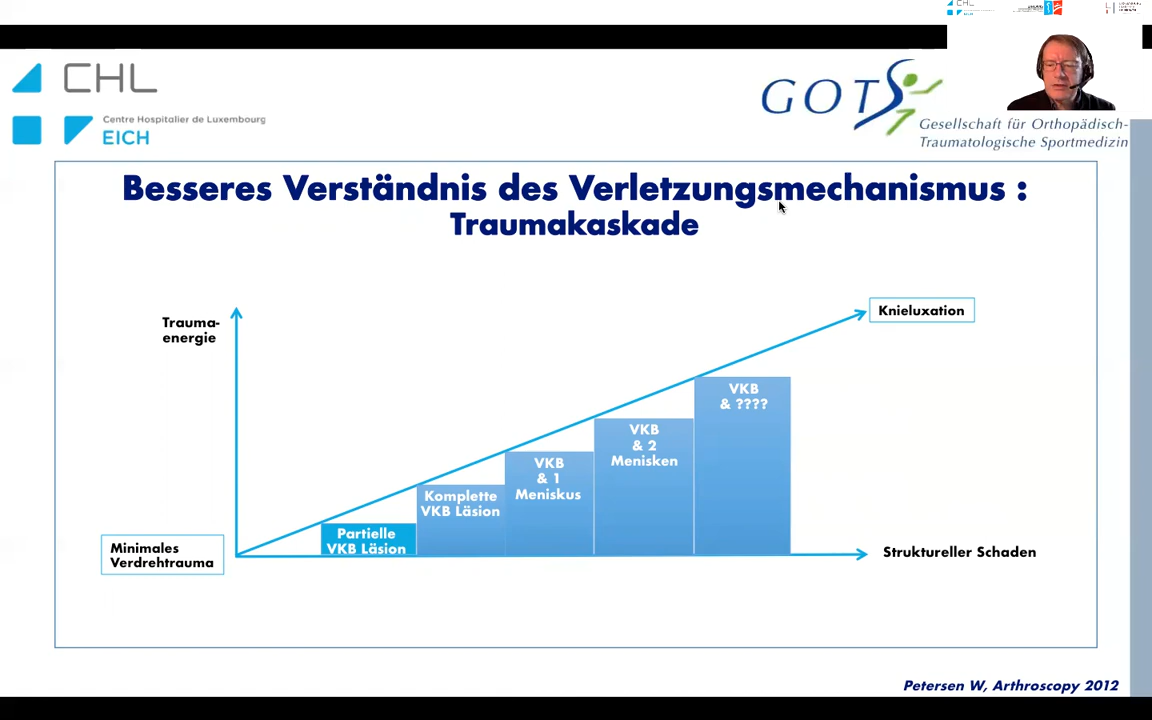 CHL
Centre Hospitalier de Luxembourg
EICH
GOTS
Gesellschaft für Orthopädisch-
Traumatologische Sportmedizin
Besseres Verständnis des Verletzungsmechanismus :
Traumakaskade
Trauma-
energie
Knieluxation
VKB
& ????
VKB
& 2
Menisken
VKB
& 1
Meniskus
Komplette
VKB Läsion
Partielle
VKB Läsion
Minimales
Verdrehtrauma
Struktureller Schaden
Petersen W, Arthroscopy 2012